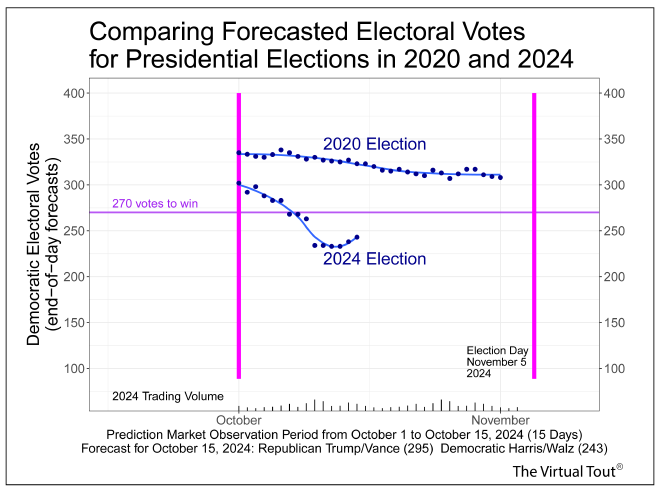 Comparing Forecasted Electoral Votes
for Presidential Elections in 2020 and 2024
Democratic Electoral Votes
(end−of−day forecasts)
400
350
300
250
200
150
100
400
350
300
250
200
150
100
2020 Election
270 votes to win
2024 Election
Election Day
November 5
2024
2024 Trading Volume
October
November
Prediction Market Observation Period from October 1 to October 15, 2024 (15 Days)
Forecast for October 15, 2024: Republican Trump/Vance (295) Democratic Harris/Walz (243)
The Virtual Tout®